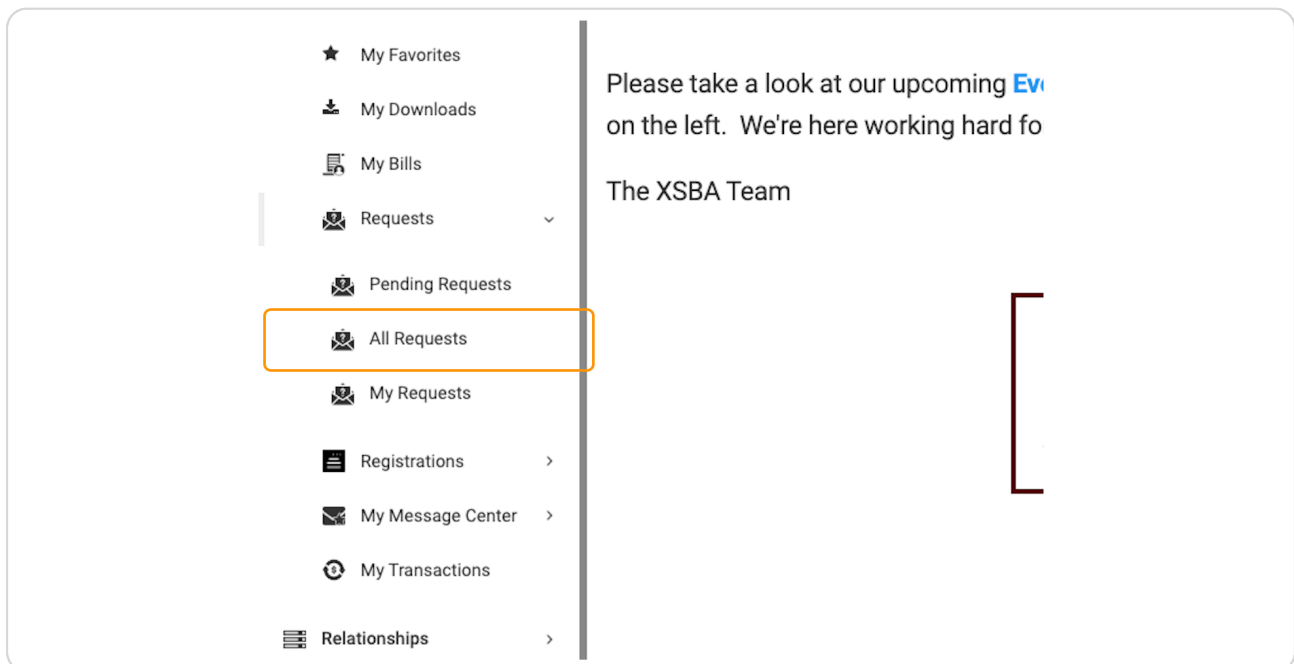 My Favorites
My Downloads
My Bills
Requests
Pending Requests
All Requests
My Requests
Registrations
My Message Center
My Transactions
Relationships
Please take a look at our upcoming
on the left. We're here working hard fo
The XSBA Team